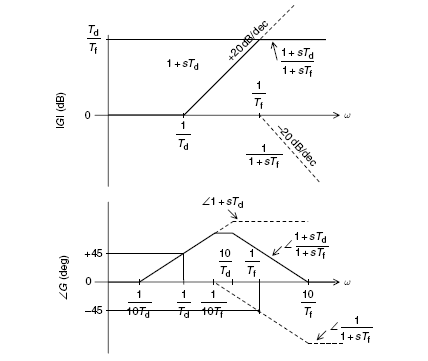 T_d
T_f
+20 dB/dec
1 + sT_d
1 + sT_d
1 + sT_f
1
T_f
|G| (dB)
0
ω
1
T_d
1
1 + sT_f
−20 dB/dec
∠1 + sT_d
∠G (deg)
+45
10
T_d
1
T_f
∠ 1 + sT_d
1 + sT_f
0
ω
1
10T_d
1
T_d
1
10T_f
10
T_f
−45
∠ 1
1 + sT_f